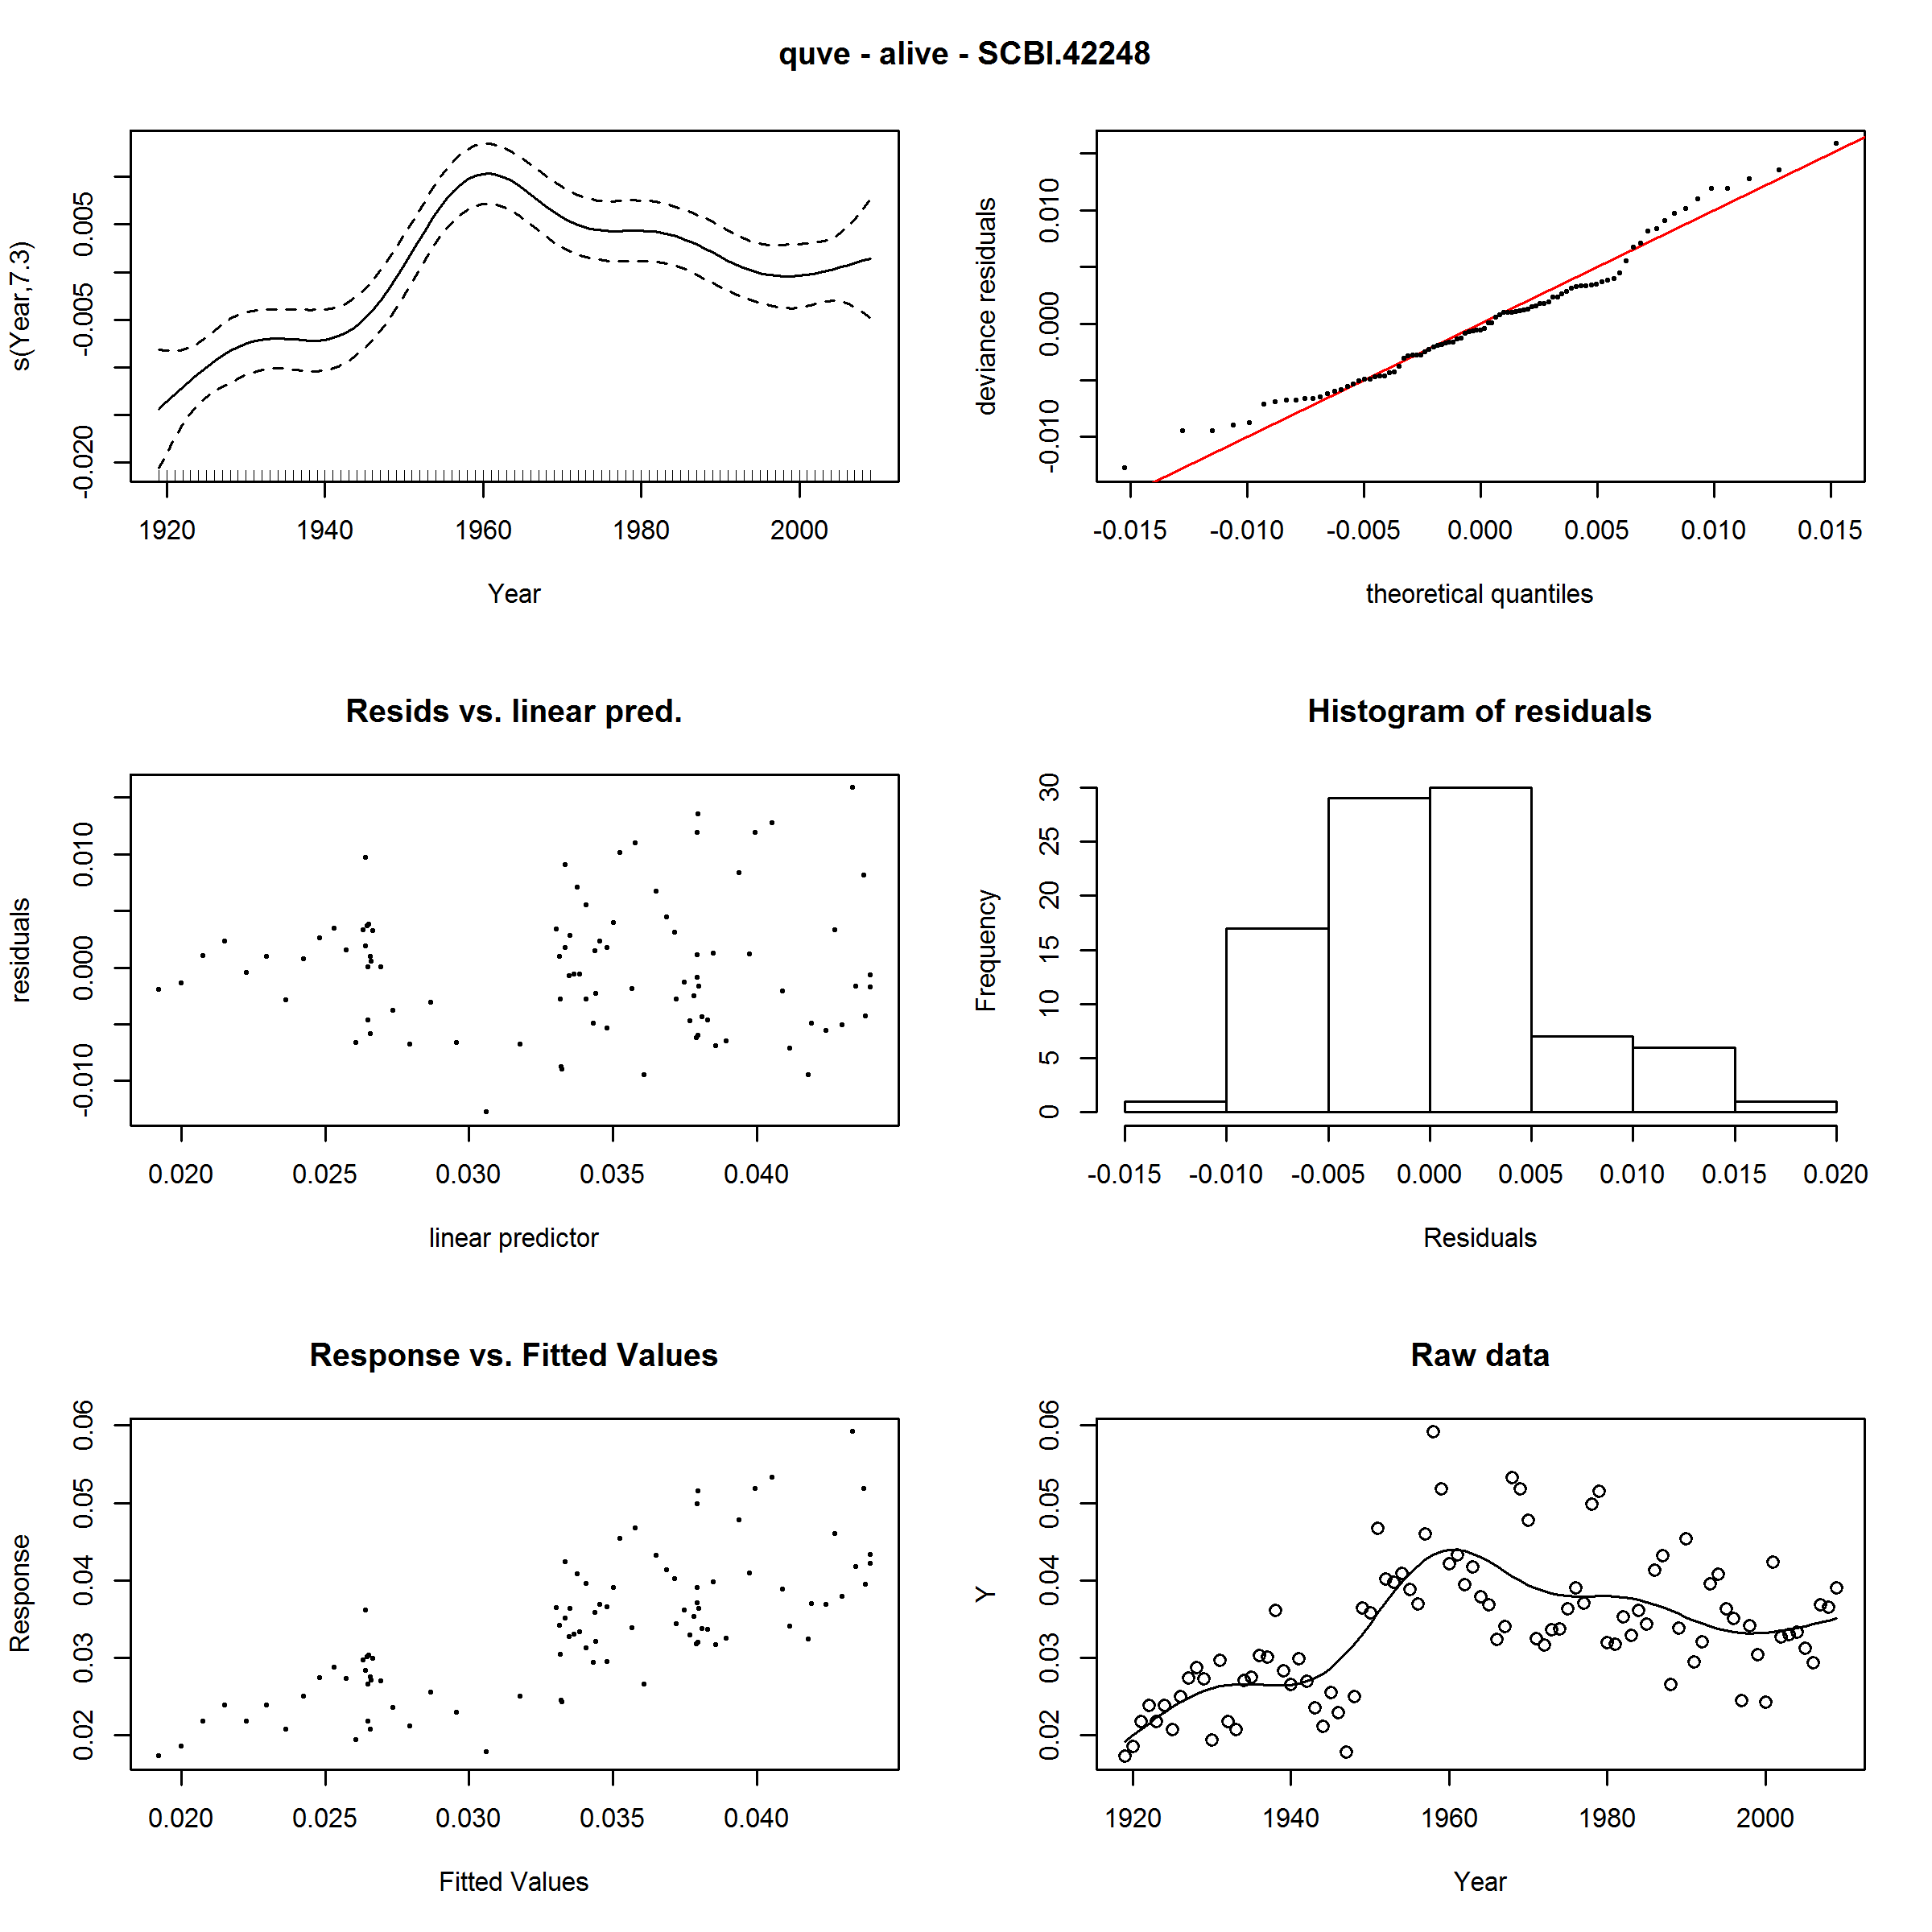 quve - alive - SCBI.42248
s(Year,7.3)
-0.020 -0.005 0.005
1920 1940 1960 1980 2000
Year
deviance residuals
-0.010 0.000 0.010
-0.015 -0.010 -0.005 0.000 0.005 0.010 0.015
theoretical quantiles
Resids vs. linear pred.
residuals
-0.010 0.000 0.010
0.020 0.025 0.030 0.035 0.040
linear predictor
Histogram of residuals
Frequency
0 5 10 15 20 25 30
-0.015 -0.010 -0.005 0.000 0.005 0.010 0.015 0.020
Residuals
Response vs. Fitted Values
Response
0.02 0.03 0.04 0.05 0.06
0.020 0.025 0.030 0.035 0.040
Fitted Values
Raw data
Y
0.02 0.03 0.04 0.05 0.06
1920 1940 1960 1980 2000
Year